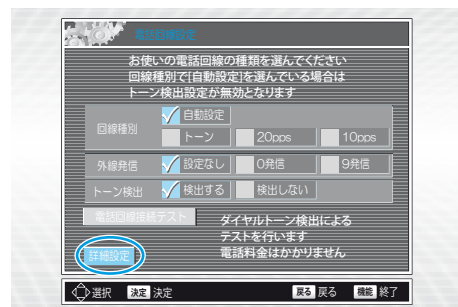 電話回線設定
お使いの電話回線の種類を選んでください
回線種別で[自動設定]を選んでいる場合は
トーン検出設定が無効となります
回線種別
自動設定
トーン 20pps 10pps
外線発信 設定なし 0発信 9発信
トーン検出 検出する 検出しない
電話回線接続テスト
ダイヤルトーン検出による
テストを行います
電話料金はかかりません
詳細設定
選択 決定 決定 戻る 戻る 機能 終了